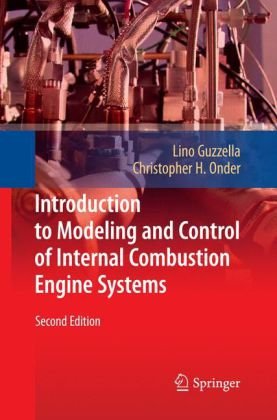 Lino Guzzella
Christopher H. Onder
Introduction
to Modeling and Control
of Internal Combustion
Engine Systems
Second Edition
Springer